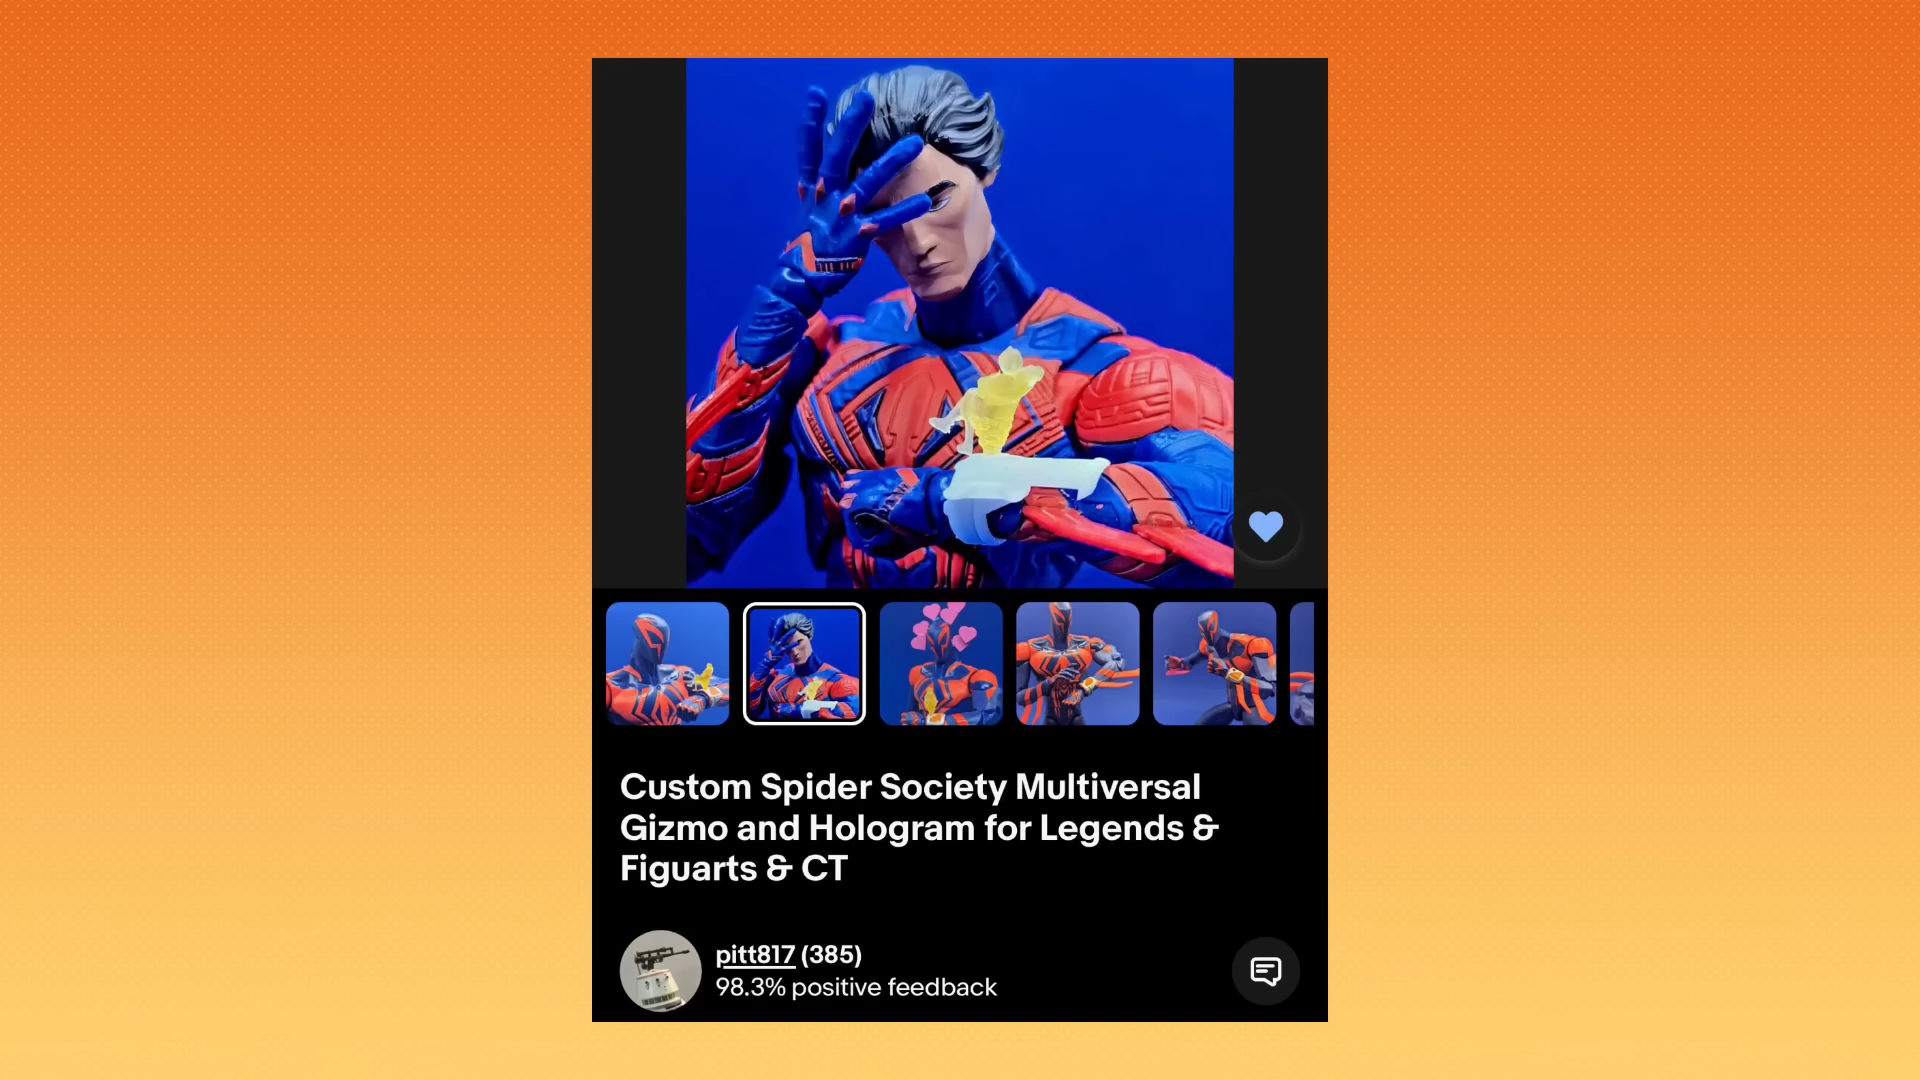 Custom Spider Society Multiversal
Gizmo and Hologram for Legends &
Figuarts & CT
pitt817 (385)
98.3% positive feedback